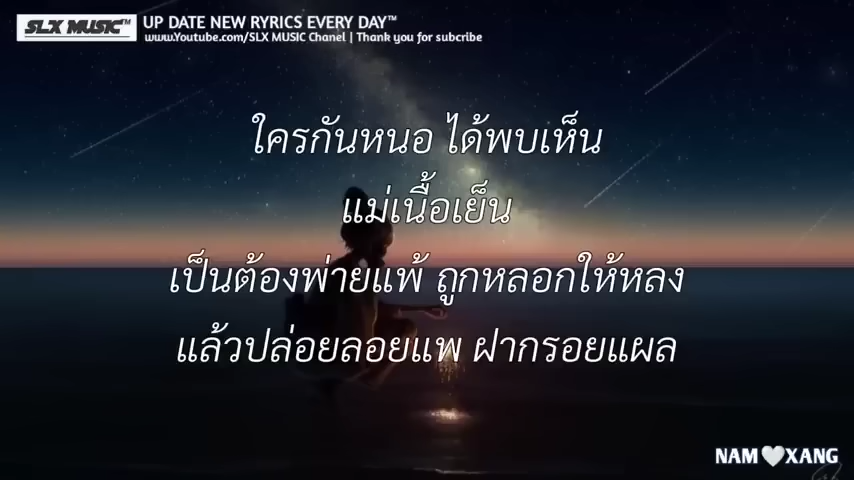 SLX MUSIC™ UP DATE NEW RYRICS EVERY DAY™
www.Youtube.com/SLX MUSIC Chanel | Thank you for subcribe
ใครกันหนอ ได้พบเห็น
แม่เนื้อเย็น
เป็นต้องพ่ายแพ้ ถูกหลอกให้หลง
แล้วปล่อยลอยแพ ฝากรอยแผล
NAM🤍XANG